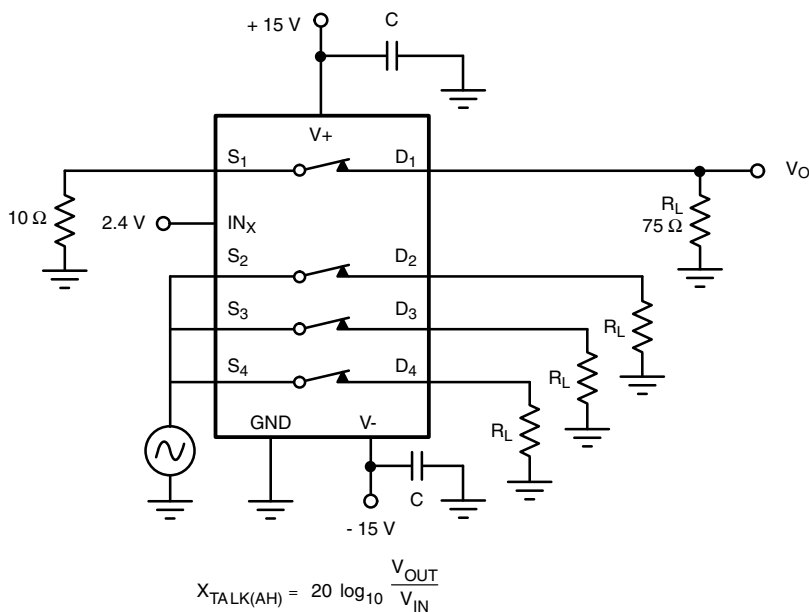 + 15 V
C
V+
S1
D1
VO
10 Ω
2.4 V
INX
RL
75 Ω
S2
D2
S3
D3
RL
S4
D4
RL
GND
V-
RL
C
- 15 V
XTALK(AH) = 20 log10 VOUT
VIN